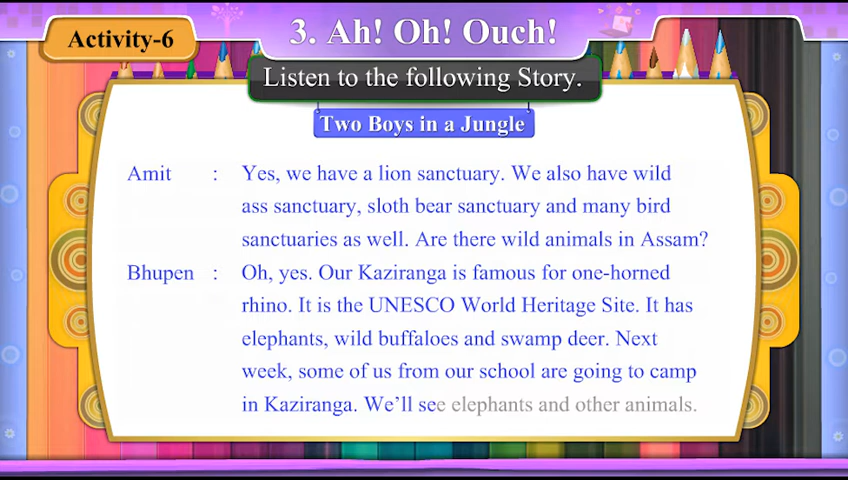 Activity-6
3. Ah! Oh! Ouch!
Listen to the following Story.
Two Boys in a Jungle
Amit : Yes, we have a lion sanctuary. We also have wild
ass sanctuary, sloth bear sanctuary and many bird
sanctuaries as well. Are there wild animals in Assam?
Bhupen : Oh, yes. Our Kaziranga is famous for one-horned
rhino. It is the UNESCO World Heritage Site. It has
elephants, wild buffaloes and swamp deer. Next
week, some of us from our school are going to camp
in Kaziranga. We'll see elephants and other animals.